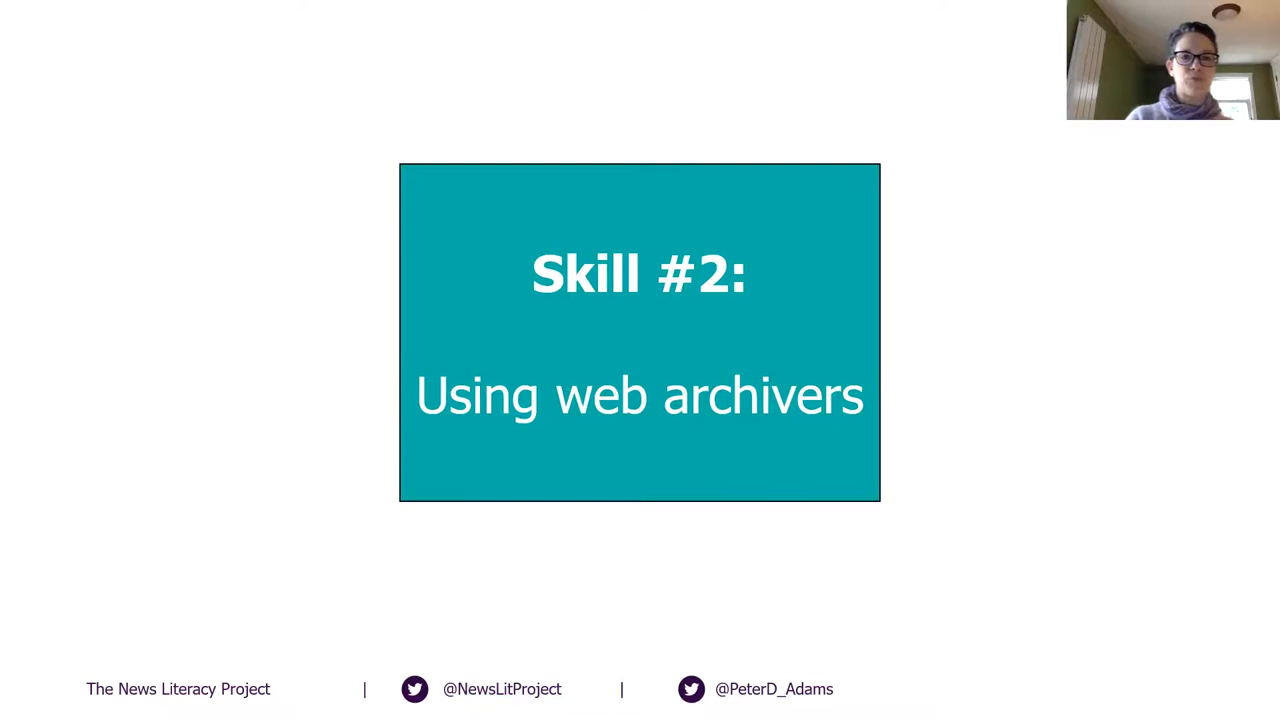 Skill #2:
Using web archivers
The News Literacy Project | @NewsLitProject | @PeterD_Adams